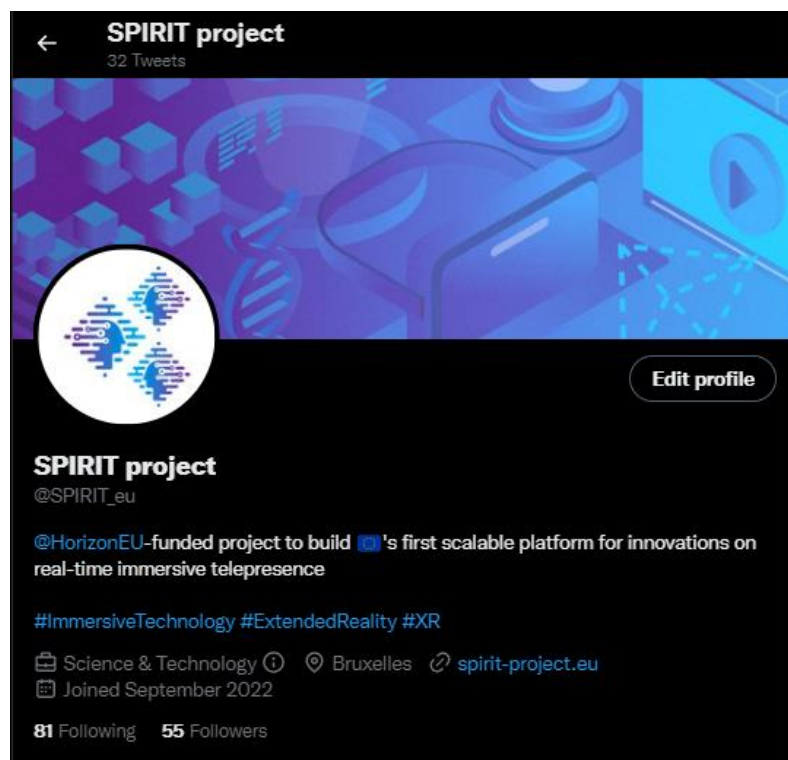 SPIRIT project
32 Tweets
Edit profile
SPIRIT project
@SPIRIT_eu
@HorizonEU-funded project to build 🇪🇺's first scalable platform for innovations on
real-time immersive telepresence
#ImmersiveTechnology #ExtendedReality #XR
Science & Technology Bruxelles spirit-project.eu
Joined September 2022
81 Following 55 Followers